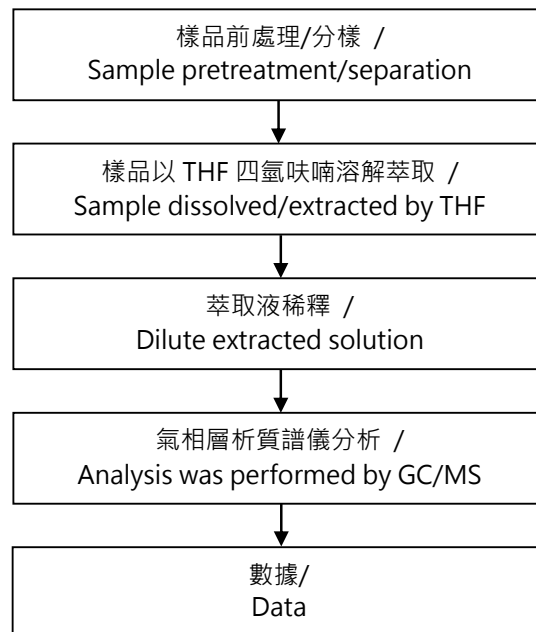 樣品前處理/分樣 /
Sample pretreatment/separation
樣品以 THF 四氫呋喃溶解萃取 /
Sample dissolved/extracted by THF
萃取液稀釋 /
Dilute extracted solution
氣相層析質譜儀分析 /
Analysis was performed by GC/MS
數據/
Data